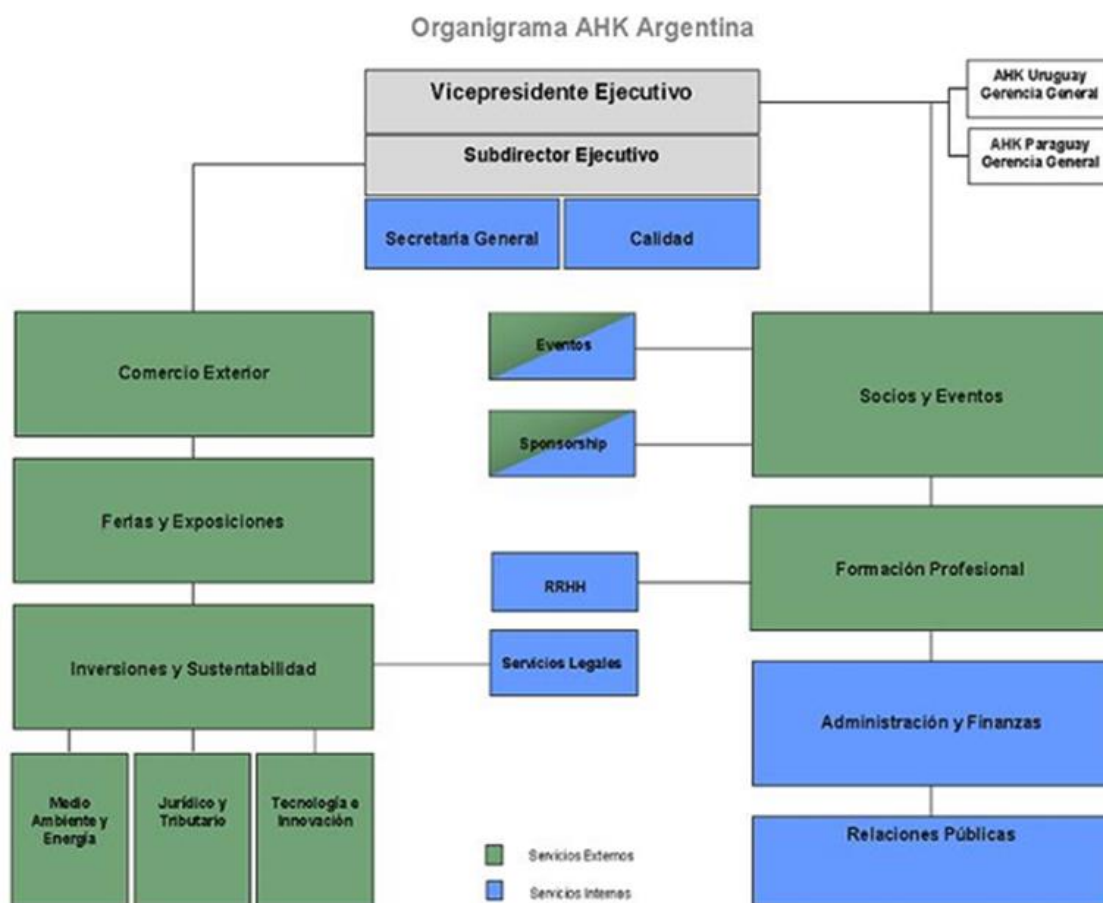 Organigrama AHK Argentina
Vicepresidente Ejecutivo
AHK Uruguay
Gerencia General
Subdirector Ejecutivo
AHK Paraguay
Gerencia General
Secretaria General
Calidad
Comercio Exterior
Eventos
Socios y Eventos
Sponsorship
Ferias y Exposiciones
Formación Profesional
RRHH
Inversiones y Sustentabilidad
Servicios Legales
Administración y Finanzas
Medio
Ambiente y
Energía
Jurídico y
Tributario
Tecnología e
Innovación
Relaciones Públicas
Servicios Externos
Servicios Internas